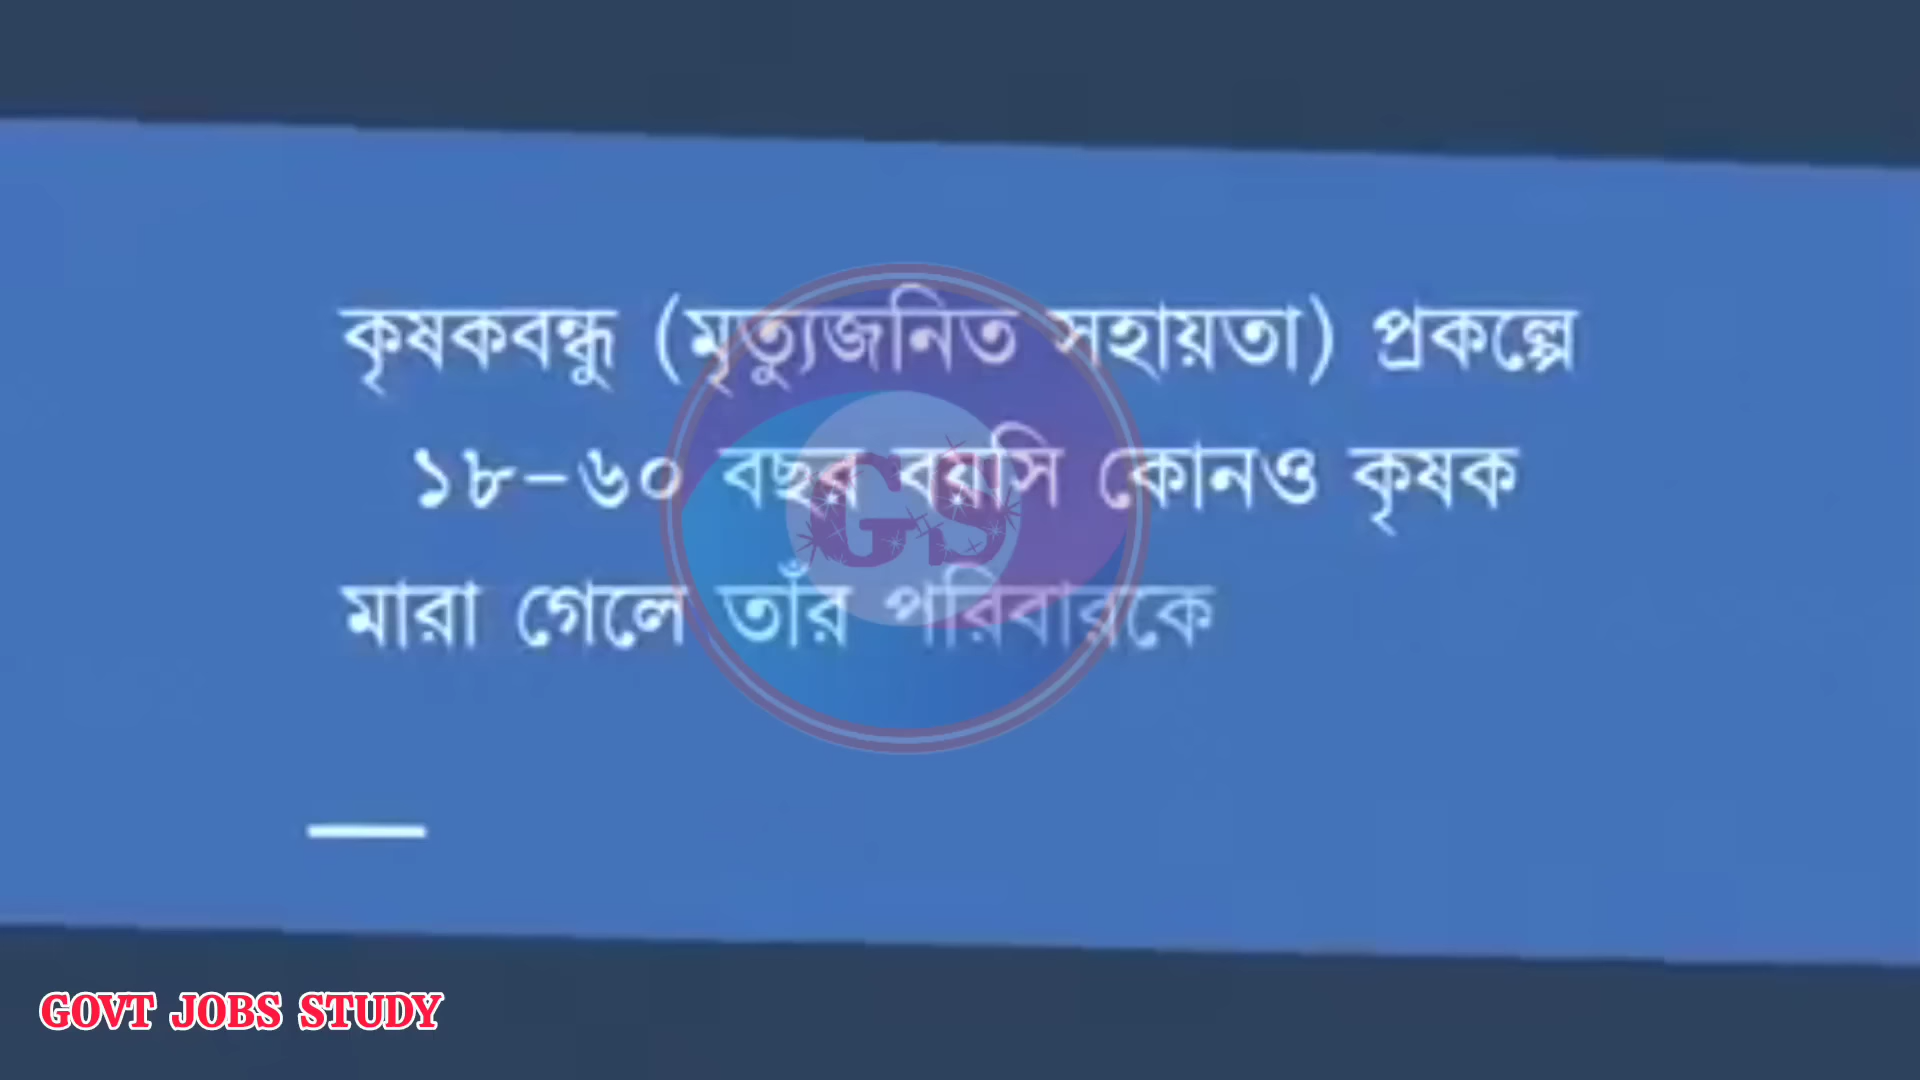 কৃষকবন্ধু (মৃত্যুজনিত সহায়তা) প্রকল্পে
১৮-৬০ বছর বয়সি কোনও কৃষক
মারা গেলে তাঁর পরিবারকে
GS
GOVT JOBS STUDY